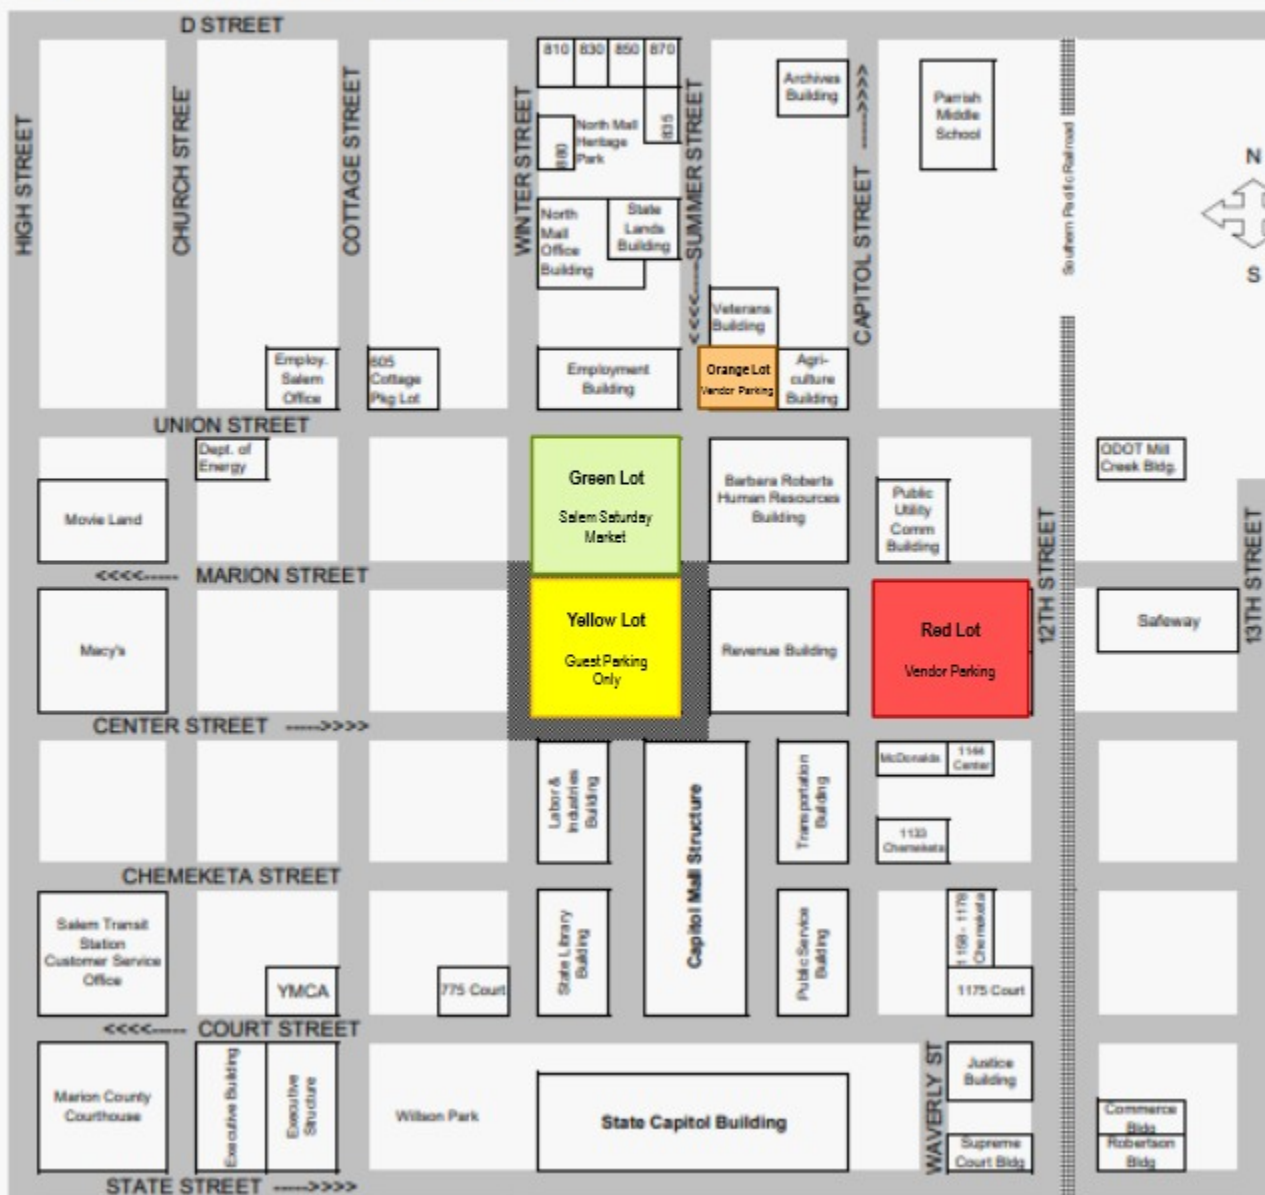 D STREET
HIGH STREET
CHURCH STREET
COTTAGE STREET
WINTER STREET
<<<<-----SUMMER STREET
CAPITOL STREET ----->>>>
810
830
850
870
835
880
North Mall
Heritage
Park
Archives
Building
Parrish
Middle
School
Southern Pacific Railroad
N
S
North
Mall
Office
Building
State
Lands
Building
Veterans
Building
Employ.
Salem
Office
605
Cottage
Pkg Lot
Employment
Building
Orange Lot
Vendor Parking
Agri-
culture
Building
UNION STREET
Dept. of
Energy
Movie Land
Green Lot
Salem Saturday
Market
Barbara Roberts
Human Resources
Building
Public
Utility
Comm
Building
ODOT Mill
Creek Bldg.
12TH STREET
13TH STREET
<<<<----- MARION STREET
Macy's
Yellow Lot
Guest Parking
Only
Revenue Building
Red Lot
Vendor Parking
Safeway
CENTER STREET ----->>>>
Labor &
Industries
Building
Capitol Mall Structure
Transportation
Building
McDonalds
1166
Center
1133
Chemeketa
CHEMEKETA STREET
Salem Transit
Station
Customer Service
Office
YMCA
775 Court
State Library
Building
Public Service
Building
1158 - 1178
Chemeketa
1175 Court
<<<<----- COURT STREET
Marion County
Courthouse
Executive Building
Executive
Structure
Willson Park
State Capitol Building
WAVERLY ST
Justice
Building
Supreme
Court Bldg
Commerce
Bldg
Robertson
Bldg
STATE STREET ----->>>>